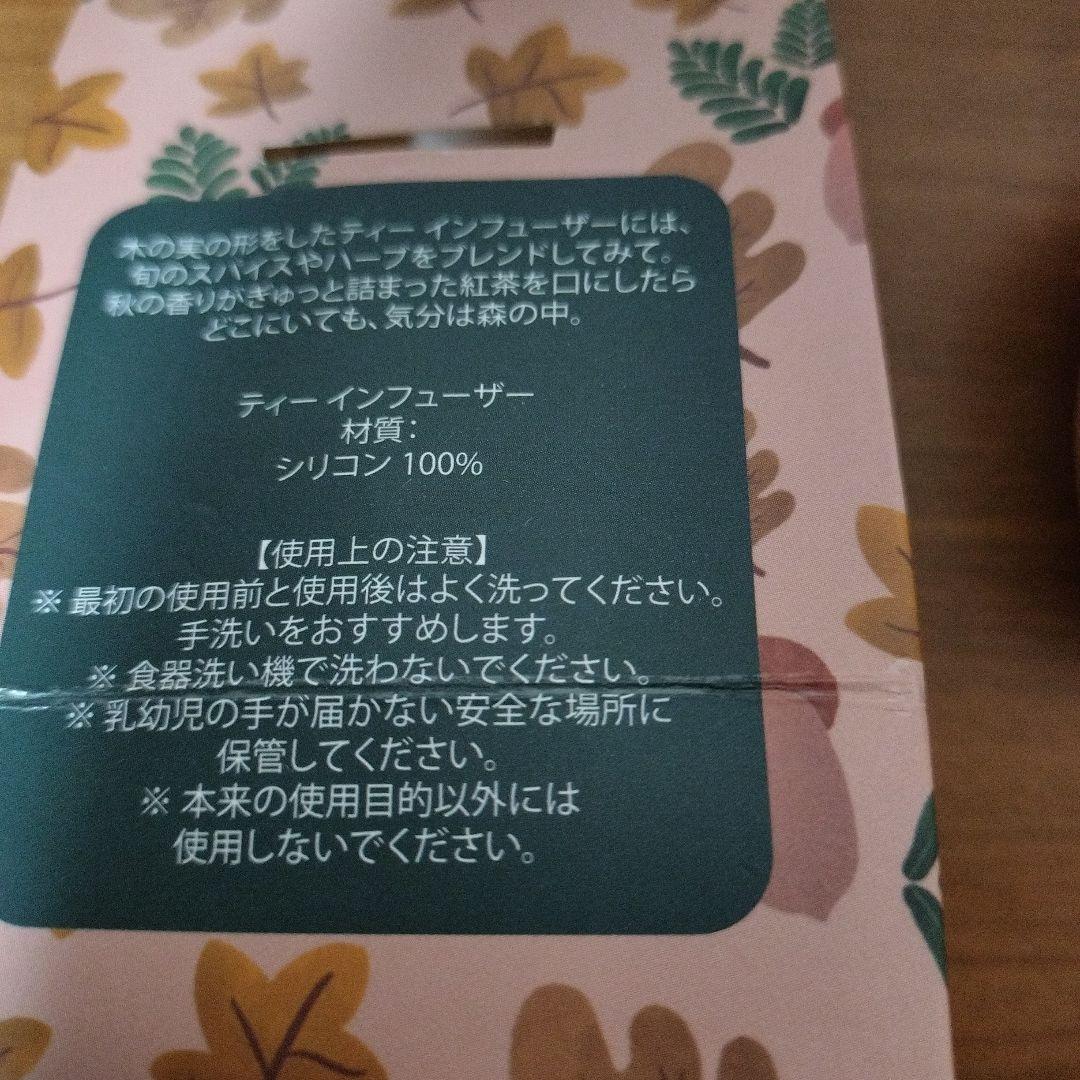 木の実の形をしたティー インフューザーには、
旬のスパイスやハーブをブレンドしてみて。
秋の香りがぎゅっと詰まった紅茶を口にしたら
どこにいても、気分は森の中。
ティー インフューザー
材質：
シリコン 100%
【使用上の注意】
※ 最初の使用前と使用後はよく洗ってください。
手洗いをおすすめします。
※ 食器洗い機で洗わないでください。
※ 乳幼児の手が届かない安全な場所に
保管してください。
※ 本来の使用目的以外には
使用しないでください。